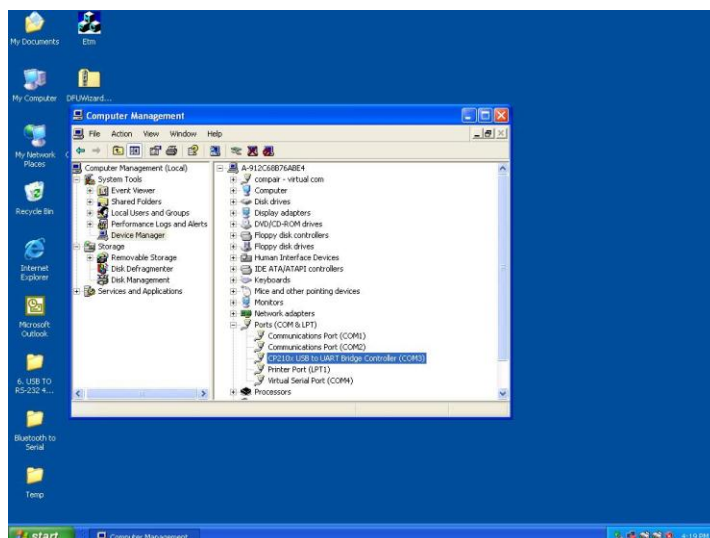 My Documents
Etm
My Computer
DFUWizard...
My Network
Places
Recycle Bin
Internet
Explorer
Microsoft
Outlook
6. USB TO
RS-232 4...
Bluetooth to
Serial
Temp
Computer Management
File Action View Window Help
Computer Management (Local)
System Tools
Event Viewer
Shared Folders
Local Users and Groups
Performance Logs and Alerts
Device Manager
Storage
Removable Storage
Disk Defragmenter
Disk Management
Services and Applications
A-912C68B76ABE4
compair - virtual com
Computer
Disk drives
Display adapters
DVD/CD-ROM drives
Floppy disk controllers
Floppy disk drives
Human Interface Devices
IDE ATA/ATAPI controllers
Keyboards
Mice and other pointing devices
Monitors
Network adapters
Ports (COM & LPT)
Communications Port (COM1)
Communications Port (COM2)
CP210x USB to UART Bridge Controller (COM3)
Printer Port (LPT1)
Virtual Serial Port (COM4)
Processors
start
Computer Management
4:19 PM